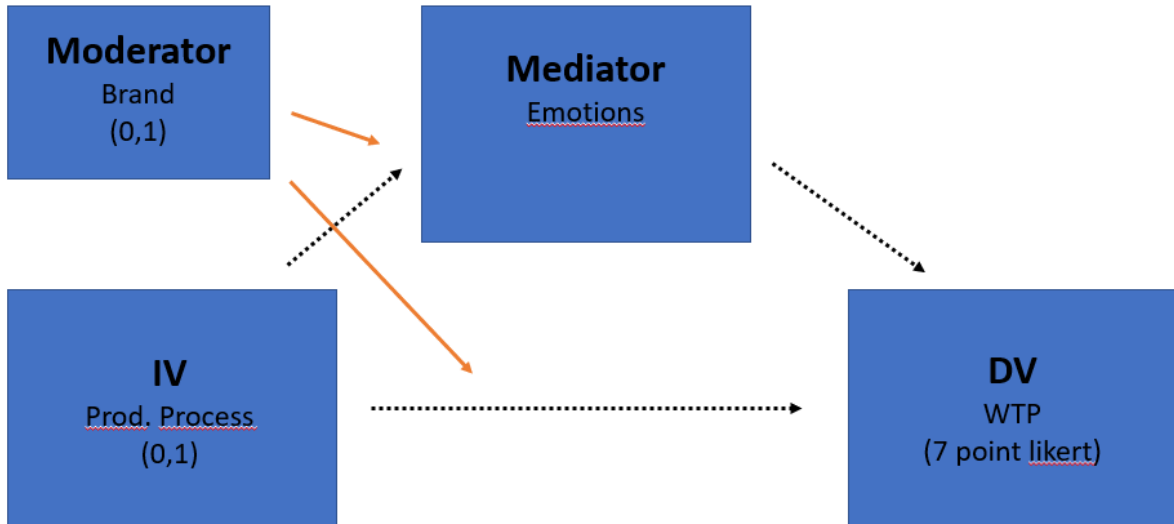 Moderator
Brand
(0,1)
Mediator
Emotions
IV
Prod. Process
(0,1)
DV
WTP
(7 point likert)